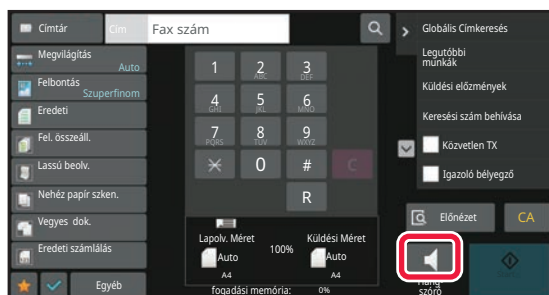 Címtár
Cím
Fax szám
Megvilágítás
Auto
Felbontás
Szuperfinom
Eredeti
Fel. összeáll.
Lassú beolv.
Nehéz papír szken.
Vegyes dok.
Eredeti számlálás
Egyéb
1
2 ABC
3 DEF
4 GHI
5 JKL
6 MNO
7 PQRS
8 TUV
9 WXYZ
0
#
C
R
Lapolv. Méret
Auto
A4
100%
Küldési Méret
Auto
A4
fogadási memória: 0%
Globális Címkeresés
Legutóbbi
munkák
Küldési előzmények
Keresési szám behívása
Közvetlen TX
Igazoló bélyegző
Előnézet
CA
Hang-
szóró
Start